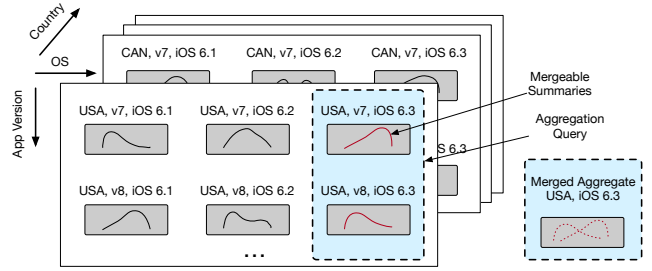 Country
OS
App Version
CAN, v7, iOS 6.1
CAN, v7, iOS 6.2
CAN, v7, iOS 6.3
USA, v7, iOS 6.1
USA, v7, iOS 6.2
USA, v7, iOS 6.3
Mergeable
Summaries
Aggregation
Query
S 6.3
USA, v8, iOS 6.1
USA, v8, iOS 6.2
USA, v8, iOS 6.3
...
Merged Aggregate
USA, iOS 6.3